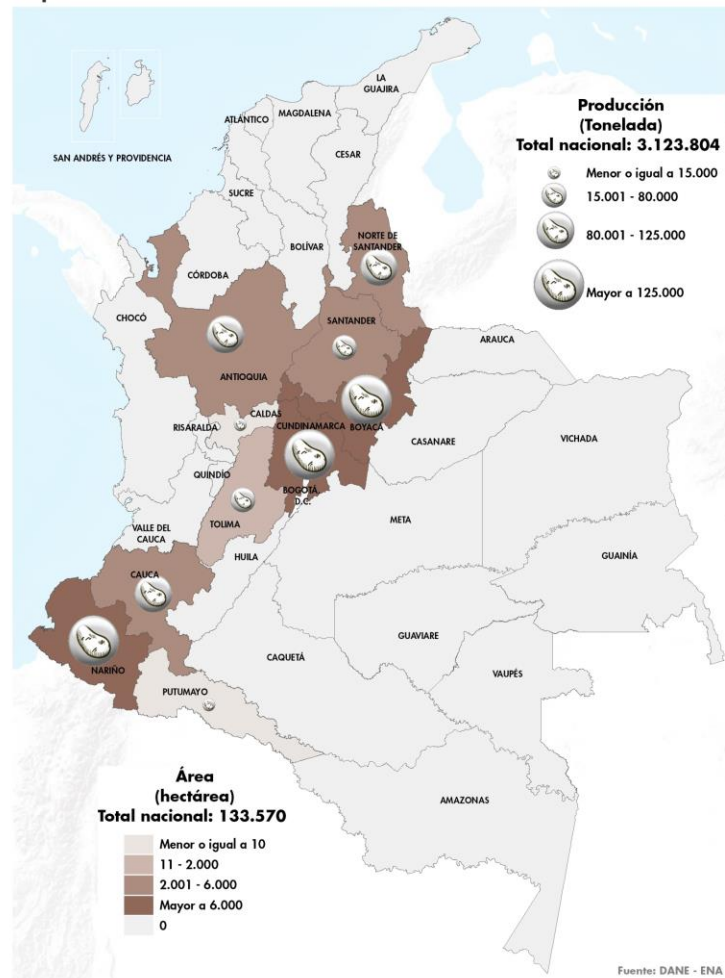 LA
GUAJIRA
MAGDALENA
ATLÁNTICO
CESAR
SAN ANDRÉS Y PROVIDENCIA
SUCRE
BOLÍVAR
NORTE DE
SANTANDER
CÓRDOBA
CHOCÓ
SANTANDER
ARAUCA
ANTIOQUIA
CALDAS
RISARALDA
CUNDINAMARCA
BOYACÁ
CASANARE
VICHADA
QUINDÍO
BOGOTÁ,
D.C.
TOLIMA
VALLE DEL
CAUCA
META
HUILA
GUAINÍA
CAUCA
GUAVIARE
CAQUETÁ
NARIÑO
VAUPÉS
PUTUMAYO
AMAZONAS
Producción
(Tonelada)
Total nacional: 3.123.804
Menor o igual a 15.000
15.001 - 80.000
80.001 - 125.000
Mayor a 125.000
Área
(hectárea)
Total nacional: 133.570
Menor o igual a 10
11 - 2.000
2.001 - 6.000
Mayor a 6.000
0
Fuente: DANE - ENA